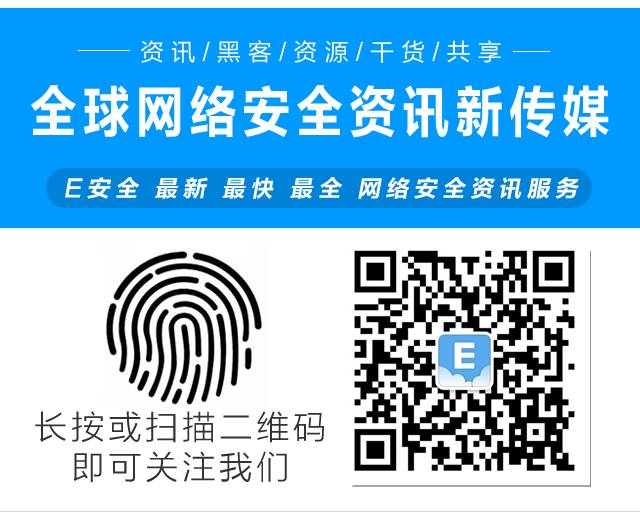 资讯/黑客/资源/干货/共享
全球网络安全资讯新传媒
E安全 最新 最快 最全 网络安全资讯服务
E
长按或扫描二维码
即可关注我们